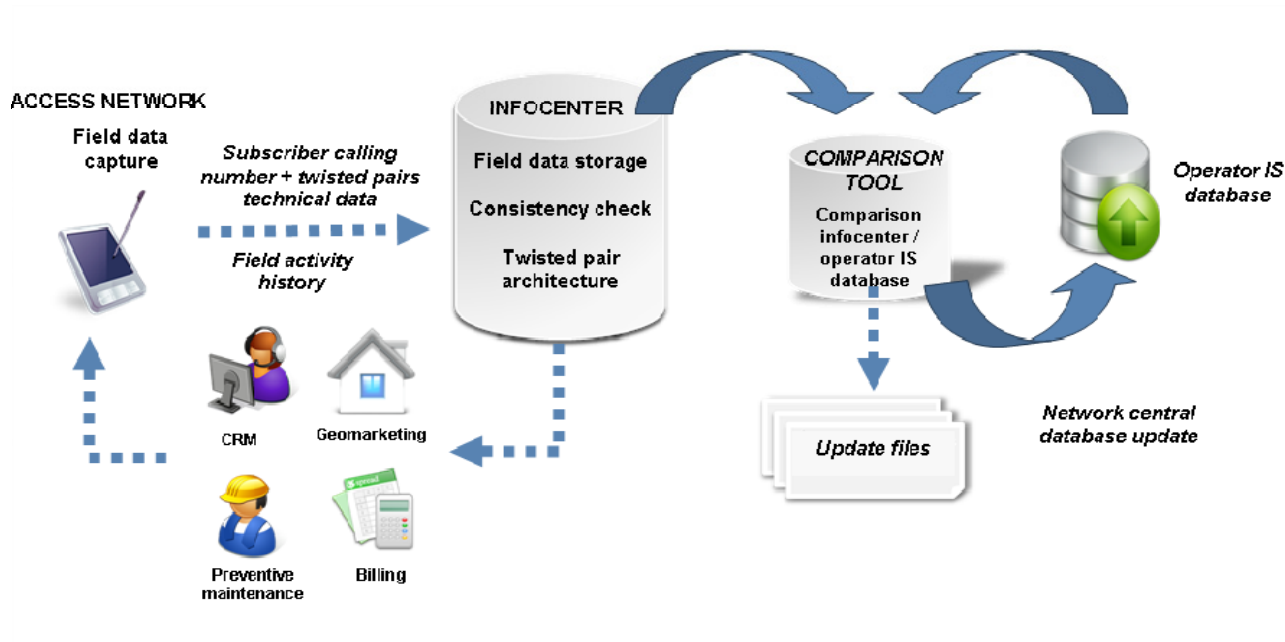 ACCESS NETWORK
Field data
capture
Subscriber calling
number + twisted pairs
technical data
Field activity
history
INFOCENTER
Field data storage
Consistency check
Twisted pair
architecture
COMPARISON
TOOL
Comparison
infocenter /
operator IS
database
Operator IS
database
CRM
Geomarketing
spread
Preventive
maintenance
Billing
Update files
Network central
database update